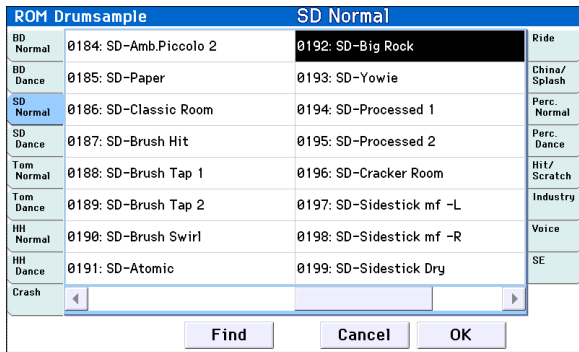 ROM Drumsample
SD Normal
BD
Normal
BD
Dance
SD
Normal
SD
Dance
Tom
Normal
Tom
Dance
HH
Normal
HH
Dance
Crash
0184: SD-Amb.Piccolo 2
0185: SD-Paper
0186: SD-Classic Room
0187: SD-Brush Hit
0188: SD-Brush Tap 1
0189: SD-Brush Tap 2
0190: SD-Brush Swirl
0191: SD-Atomic
0192: SD-Big Rock
0193: SD-Yowie
0194: SD-Processed 1
0195: SD-Processed 2
0196: SD-Cracker Room
0197: SD-Sidestick mf -L
0198: SD-Sidestick mf -R
0199: SD-Sidestick Dry
Ride
China/
Splash
Perc.
Normal
Perc.
Dance
Hit/
Scratch
Industry
Voice
SE
Find
Cancel
OK